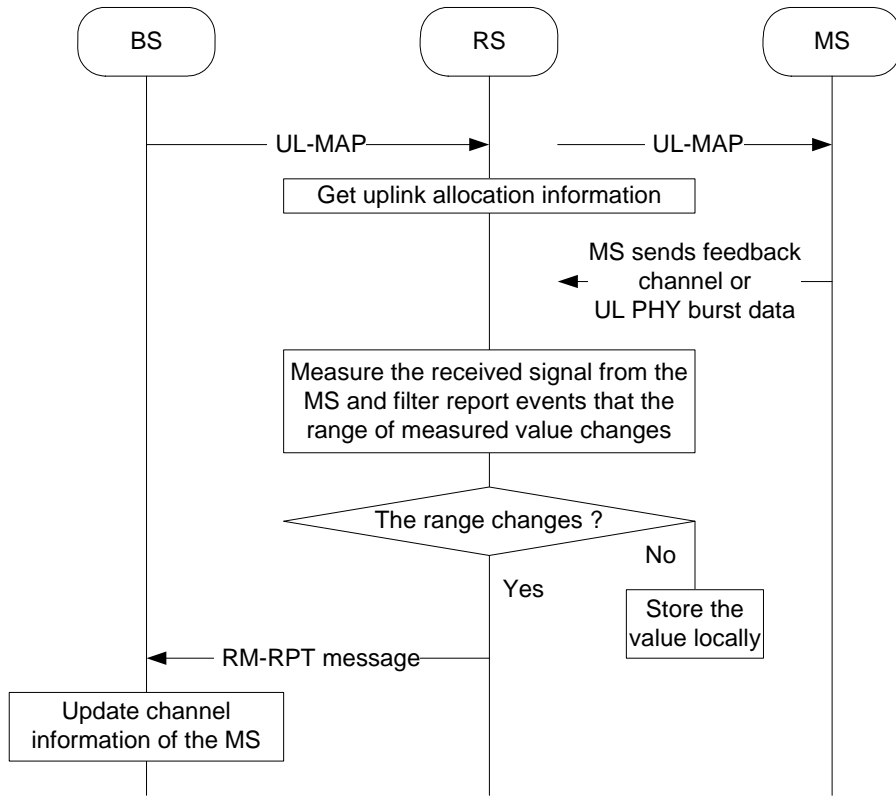 BS
RS
MS
UL-MAP
UL-MAP
Get uplink allocation information
MS sends feedback
channel or
UL PHY burst data
Measure the received signal from the
MS and filter report events that the
range of measured value changes
The range changes ?
No
Yes
Store the
value locally
RM-RPT message
Update channel
information of the MS